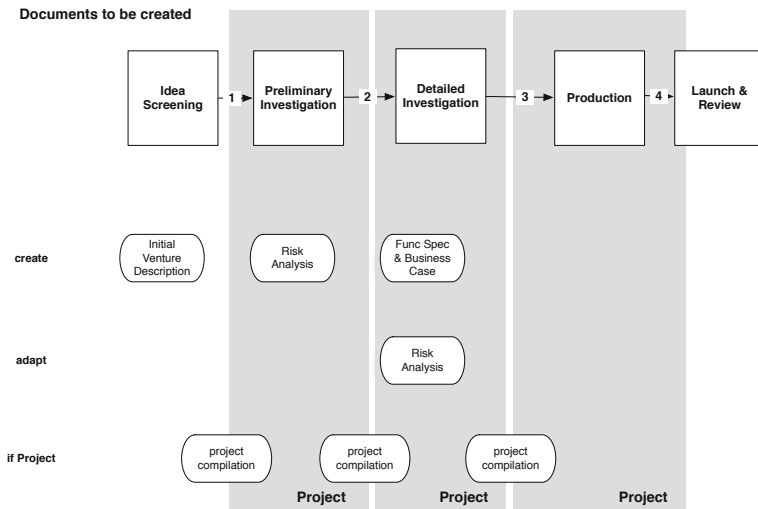 Documents to be created
Idea
Screening
1
Preliminary
Investigation
2
Detailed
Investigation
3
Production
4
Launch &
Review
create
Initial
Venture
Description
Risk
Analysis
Func Spec
& Business
Case
adapt
Risk
Analysis
if Project
project
compilation
project
compilation
project
compilation
Project
Project
Project